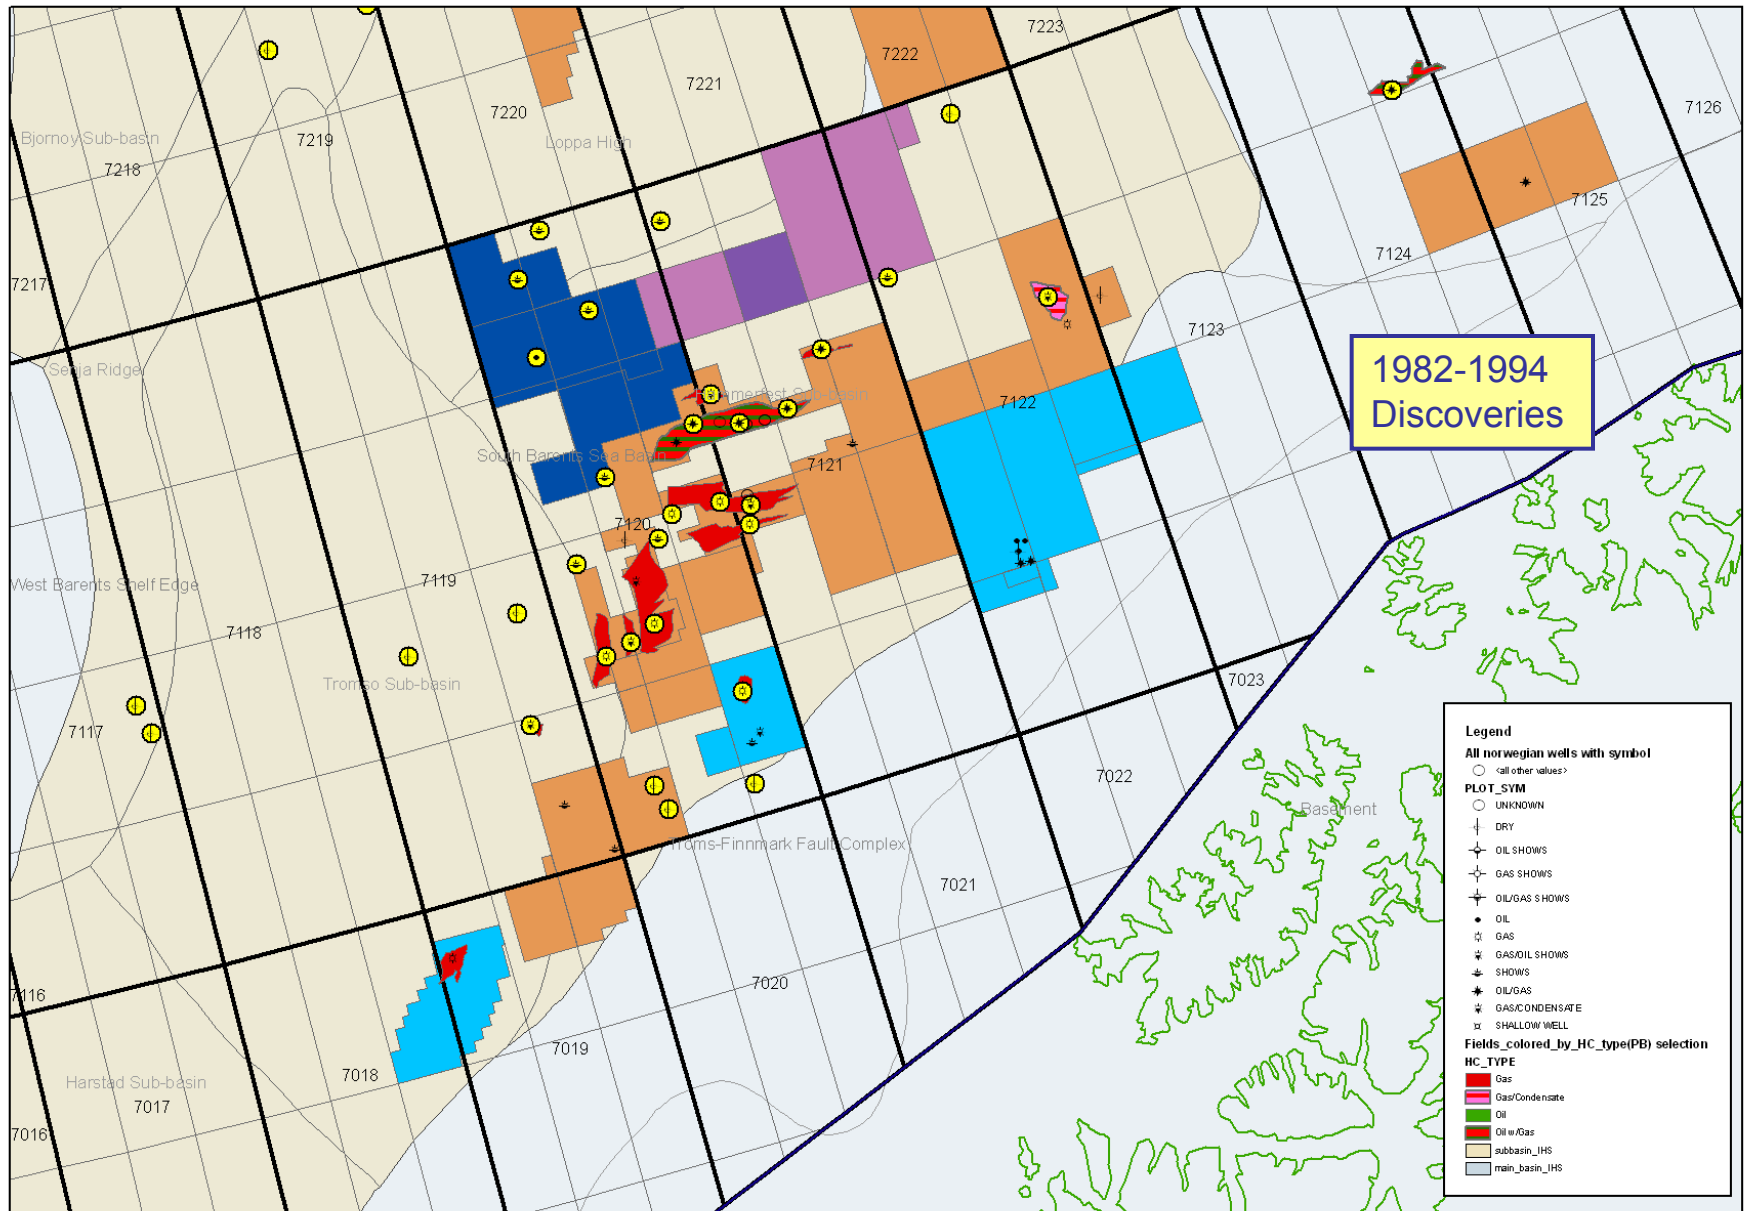 7223
7222
7221
7220
7219
7218
7217
7126
7125
7124
7123
7122
7121
7120
7119
7118
7117
7116
7023
7022
7021
7020
7019
7018
7017
7016
Bjornoy Sub-basin
Loppa High
Senja Ridge
Hammerfest Sub-basin
South Barents Sea Basin
West Barents Shelf Edge
Tromso Sub-basin
Troms-Finnmark Fault Complex
Basement
Harstad Sub-basin
1982-1994
Discoveries
Legend
All norwegian wells with symbol
<all other values>
PLOT_SYM
UNKNOWN
DRY
OIL SHOWS
GAS SHOWS
OIL/GAS SHOWS
OIL
GAS
GAS/OIL SHOWS
SHOWS
OIL/GAS
GAS/CONDENSATE
SHALLOW WELL
Fields_colored_by_HC_type(PB) selection
HC_TYPE
Gas
Gas/Condensate
Oil
Oil w/Gas
subbasin_IHS
main_basin_IHS